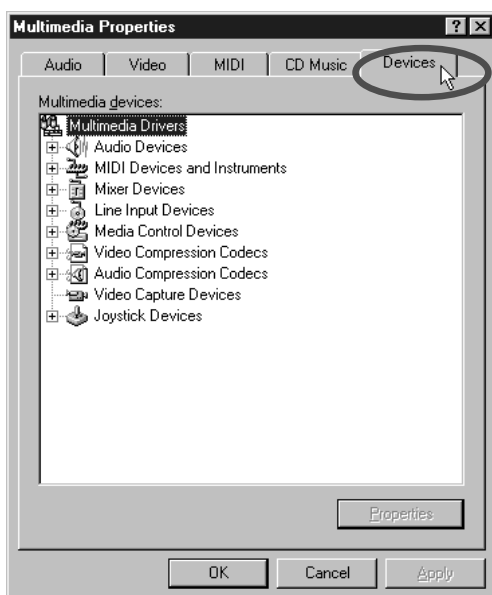 Multimedia Properties
Audio Video MIDI CD Music Devices
Multimedia devices:
Multimedia Drivers
Audio Devices
MIDI Devices and Instruments
Mixer Devices
Line Input Devices
Media Control Devices
Video Compression Codecs
Audio Compression Codecs
Video Capture Devices
Joystick Devices
Properties
OK Cancel Apply